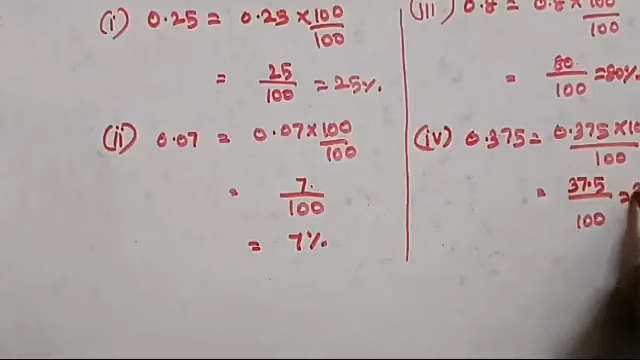 (i) 0.25 = 0.25 × 100
100
= 25
100 = 25%.
(ii) 0.07 = 0.07 × 100
100
= 7
100
= 7%.
(iii) 0.8 = 0.8 × 100
100
= 80
100 = 80%.
(iv) 0.375 = 0.375 × 10
100
= 37.5
100 =